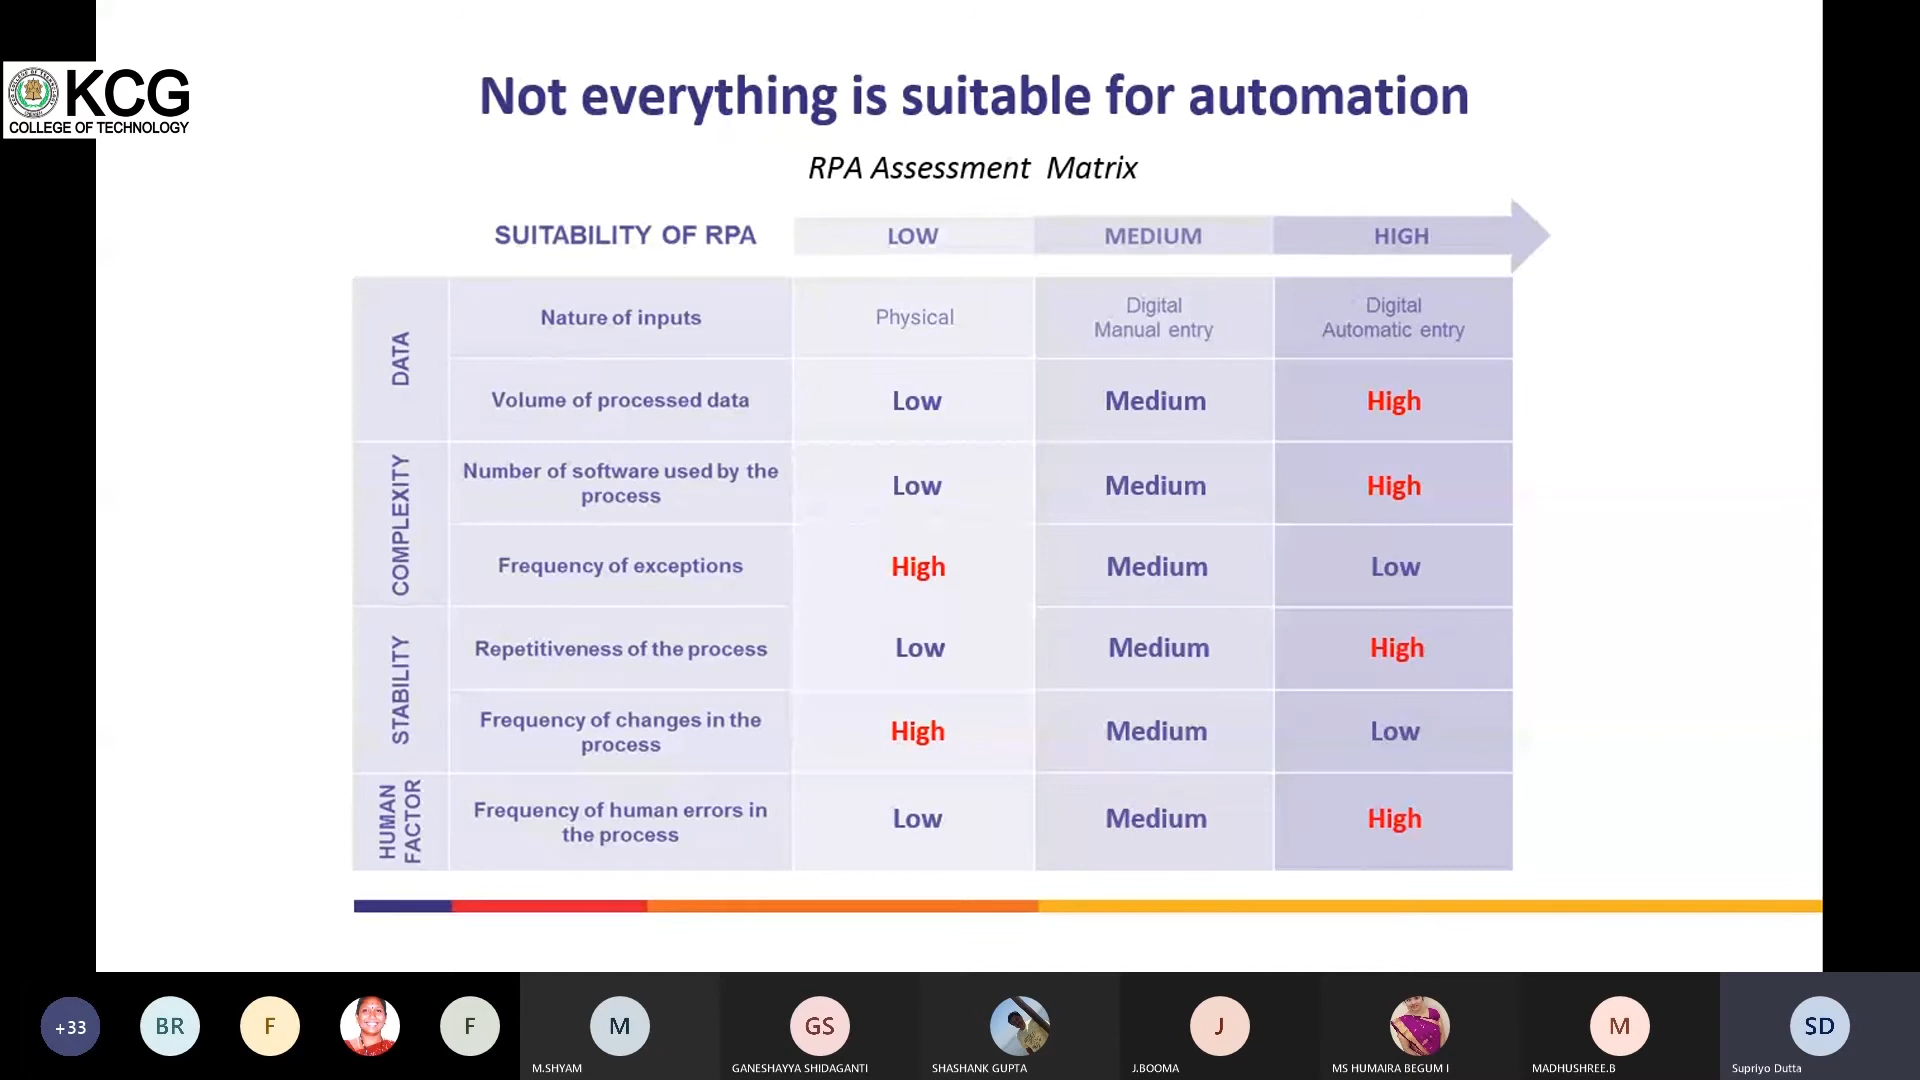 KCG
COLLEGE OF TECHNOLOGY
Not everything is suitable for automation
RPA Assessment Matrix
SUITABILITY OF RPA LOW MEDIUM HIGH
DATA
Nature of inputs
Physical
Digital
Manual entry
Digital
Automatic entry
Volume of processed data Low Medium High
COMPLEXITY
Number of software used by the
process
Low Medium High
Frequency of exceptions High Medium Low
STABILITY
Repetitiveness of the process Low Medium High
Frequency of changes in the
process
High Medium Low
HUMAN
FACTOR
Frequency of human errors in
the process
Low Medium High
+33 BR F F M GS J M SD
M.SHYAM GANESHAYYA SHIDAGANTI SHASHANK GUPTA J.BOOMA MS HUMAIRA BEGUM I MADHUSHREE.B Supriyo Dutta